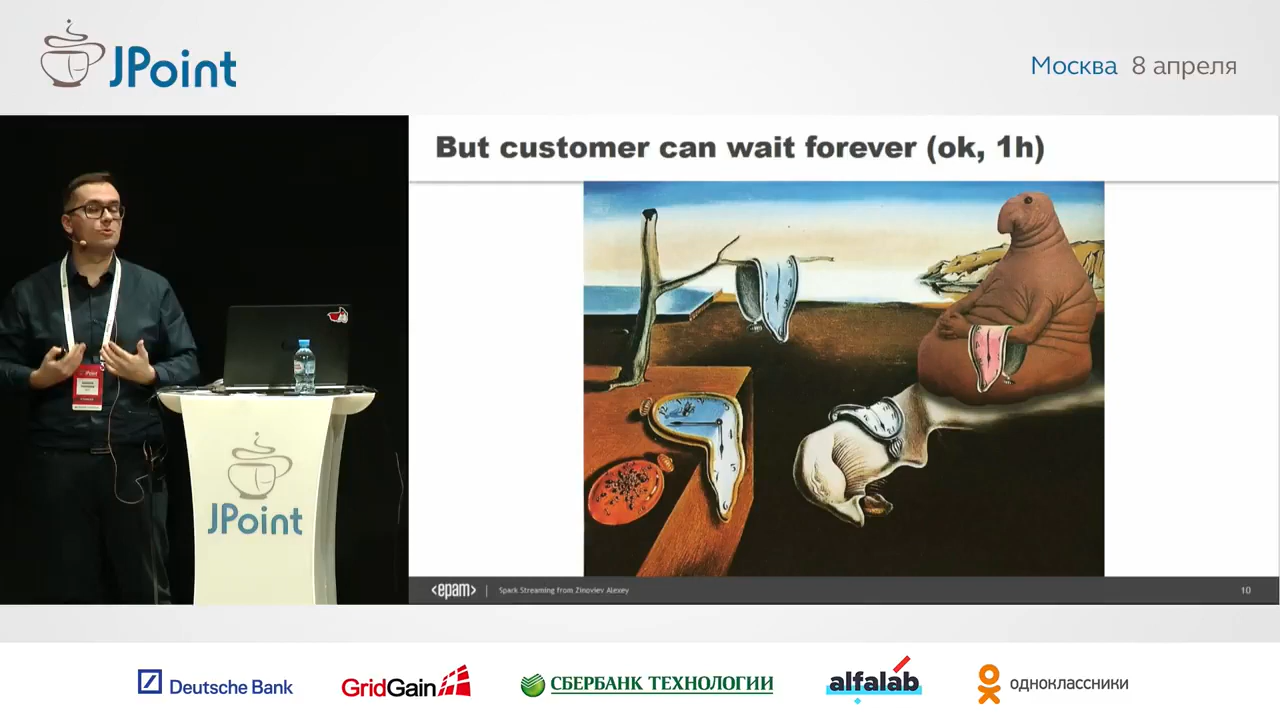 JPoint
Москва 8 апреля
But customer can wait forever (ok, 1h)
JPoint
<epam> | Spark Streaming from Zinoviev Alexey 10
Deutsche Bank
GridGain
СБЕРБАНК ТЕХНОЛОГИИ
alfalab
одноклассники